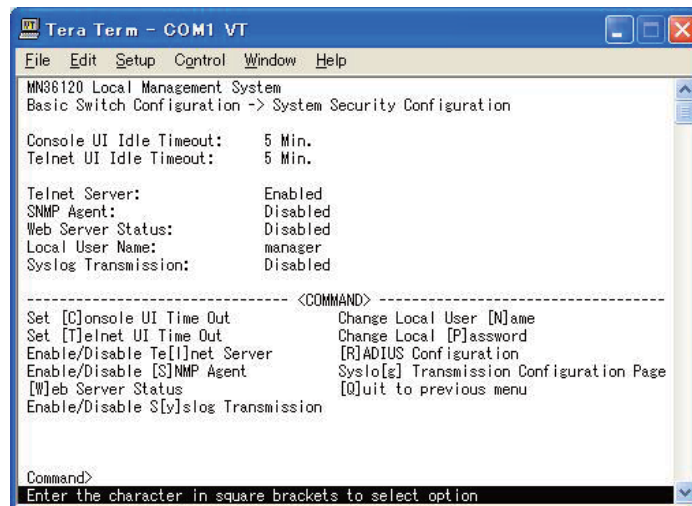 Tera Term - COM1 VT
File Edit Setup Control Window Help
MN36120 Local Management System
Basic Switch Configuration -> System Security Configuration
Console UI Idle Timeout: 5 Min.
Telnet UI Idle Timeout: 5 Min.
Telnet Server: Enabled
SNMP Agent: Disabled
Web Server Status: Disabled
Local User Name: manager
Syslog Transmission: Disabled
-------------------------------- <COMMAND> -----------------------------------
Set [C]onsole UI Time Out Change Local User [N]ame
Set [T]elnet UI Time Out Change Local [P]assword
Enable/Disable Te[l]net Server [R]ADIUS Configuration
Enable/Disable [S]NMP Agent Syslo[g] Transmission Configuration Page
[W]eb Server Status [Q]uit to previous menu
Enable/Disable S[y]slog Transmission
Command>
Enter the character in square brackets to select option